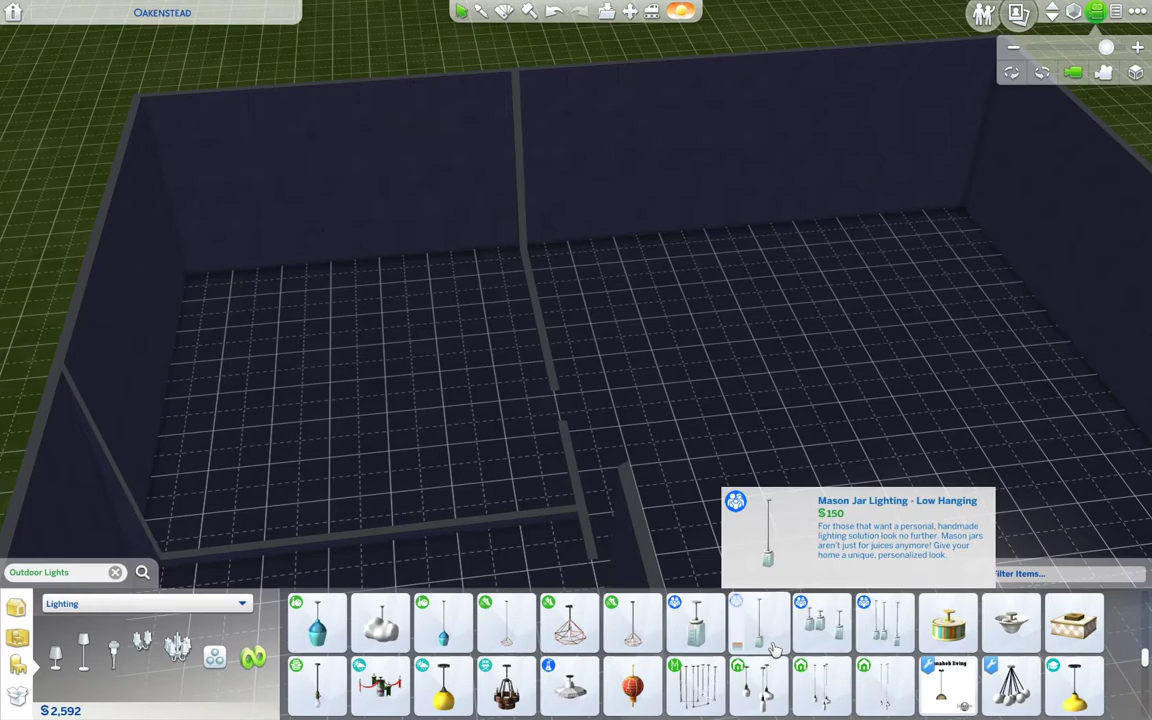 OAKENSTEAD
Mason Jar Lighting - Low Hanging
$150
For those that want a personal, handmade
lighting solution look no further. Mason jars
aren't just for juices anymore! Give your
home a unique, personalized look.
Outdoor Lights
Filter Items...
Lighting
maheh living
$2,592